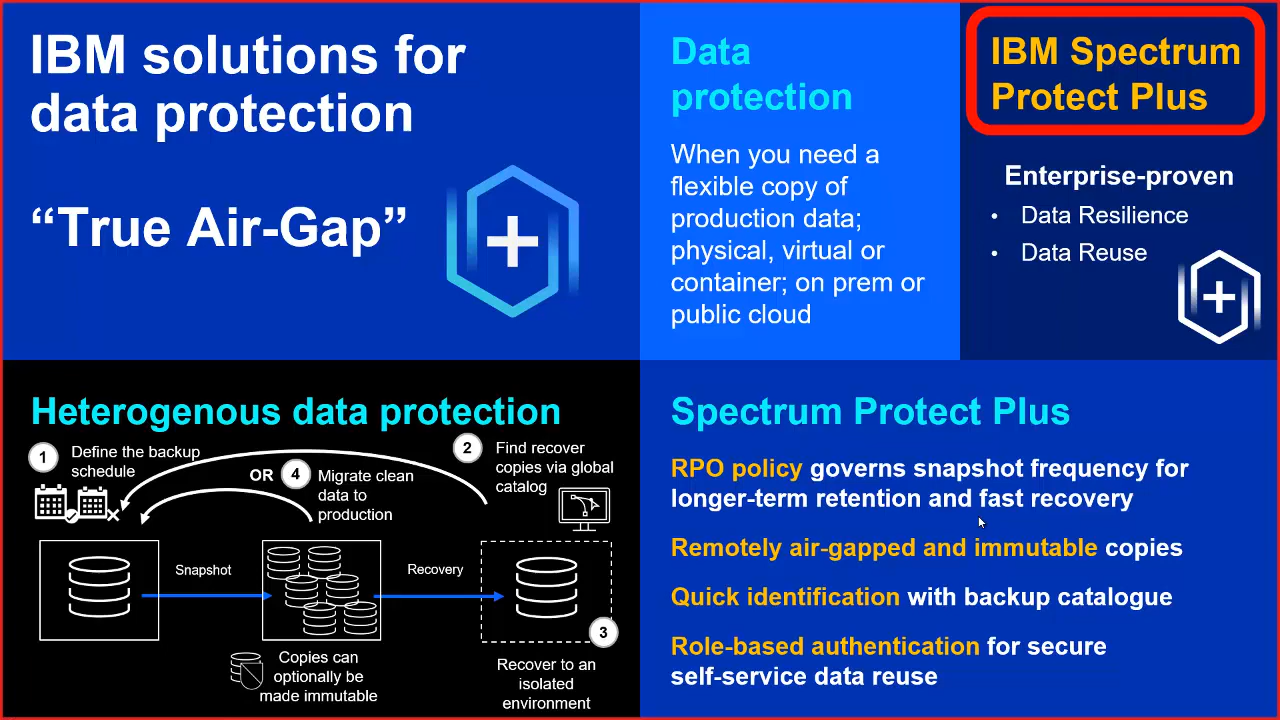 IBM solutions for
data protection
“True Air-Gap”
Data
protection
When you need a
flexible copy of
production data;
physical, virtual or
container; on prem or
public cloud
IBM Spectrum
Protect Plus
Enterprise-proven
• Data Resilience
• Data Reuse
Heterogenous data protection
1
Define the backup
schedule
OR
4
Migrate clean
data to
production
2
Find recover
copies via global
catalog
Snapshot
Recovery
3
Copies can
optionally be
made immutable
Recover to an
isolated
environment
Spectrum Protect Plus
RPO policy governs snapshot frequency for
longer-term retention and fast recovery
Remotely air-gapped and immutable copies
Quick identification with backup catalogue
Role-based authentication for secure
self-service data reuse